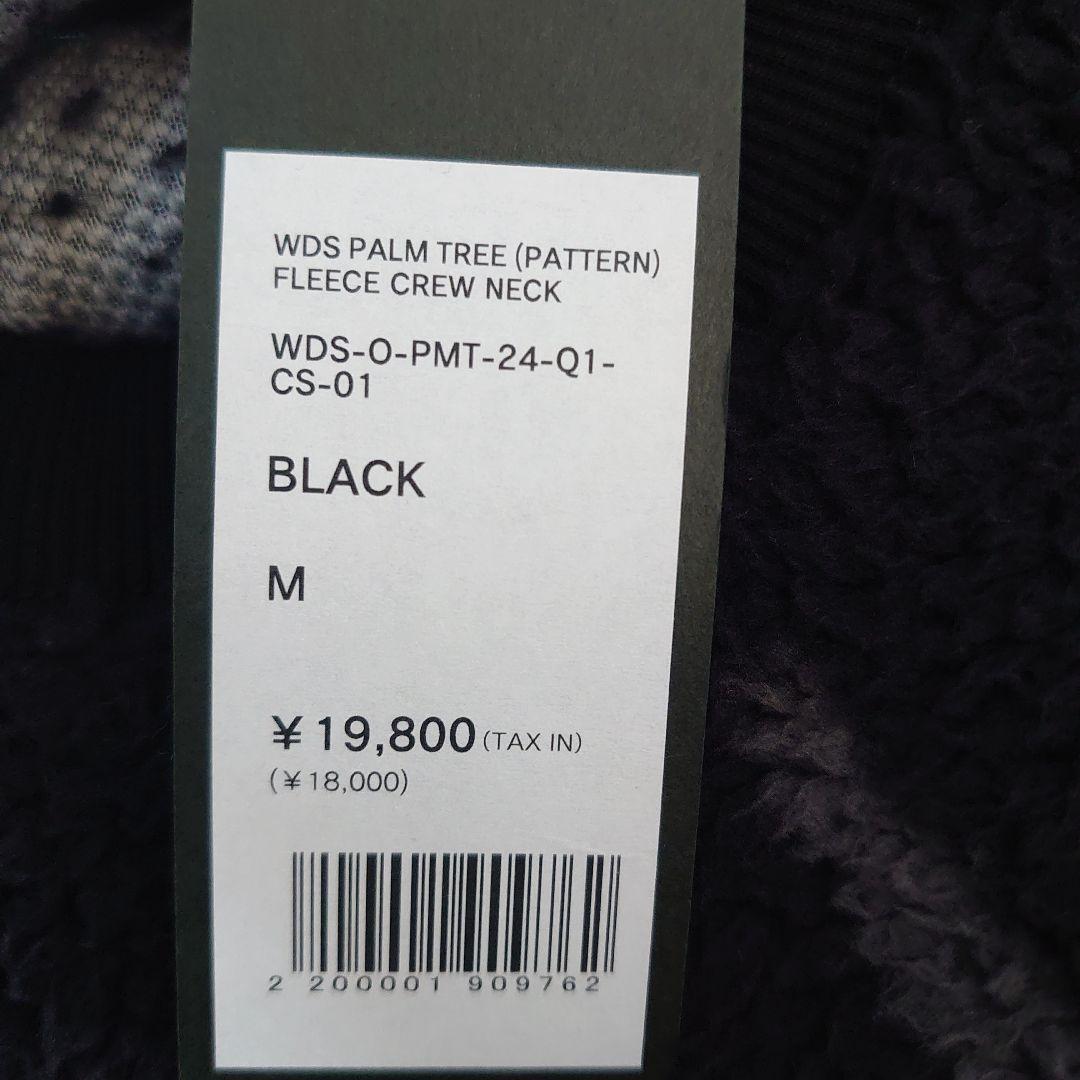 WDS PALM TREE (PATTERN)
FLEECE CREW NECK
WDS-O-PMT-24-Q1-
CS-01
BLACK
M
¥ 19,800 (TAX IN)
(¥18,000)
2 200001 909762